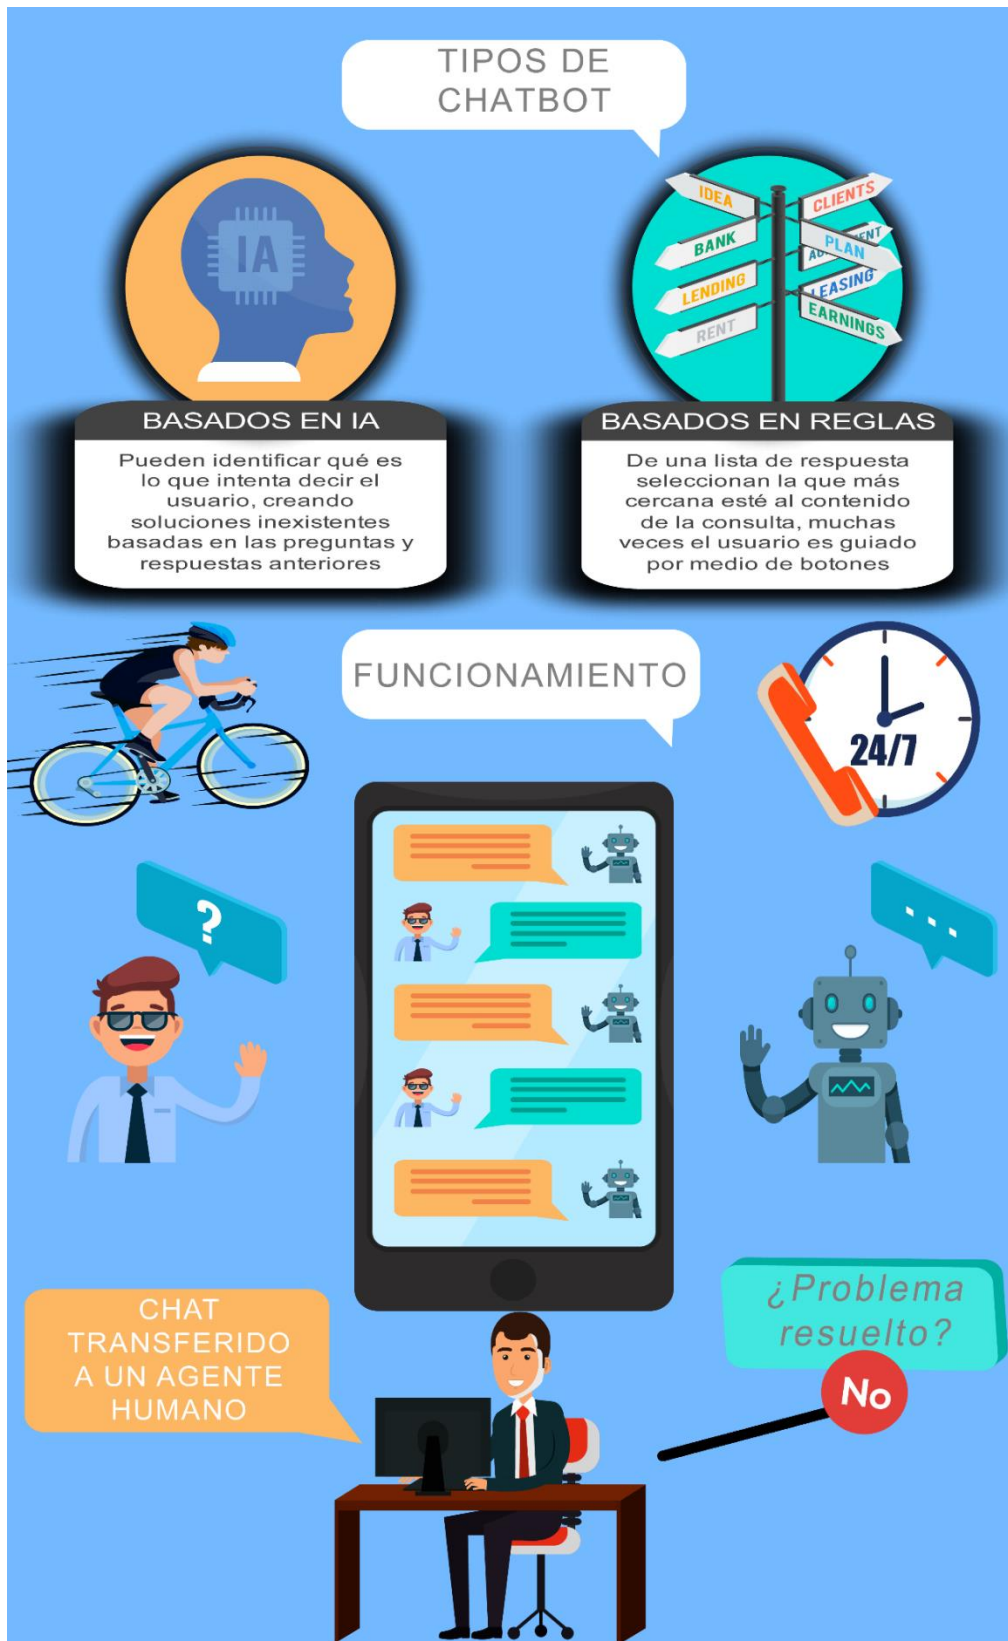 TIPOS DE
CHATBOT
IA
IDEA
CLIENTS
BANK
PLAN
LENDING
LEASING
RENT
EARNINGS
BASADOS EN IA
Pueden identificar qué es
lo que intenta decir el
usuario, creando
soluciones inexistentes
basadas en las preguntas y
respuestas anteriores
BASADOS EN REGLAS
De una lista de respuesta
seleccionan la que más
cercana esté al contenido
de la consulta, muchas
veces el usuario es guiado
por medio de botones
FUNCIONAMIENTO
24/7
?
...
¿Problema
resuelto?
No
CHAT
TRANSFERIDO
A UN AGENTE
HUMANO